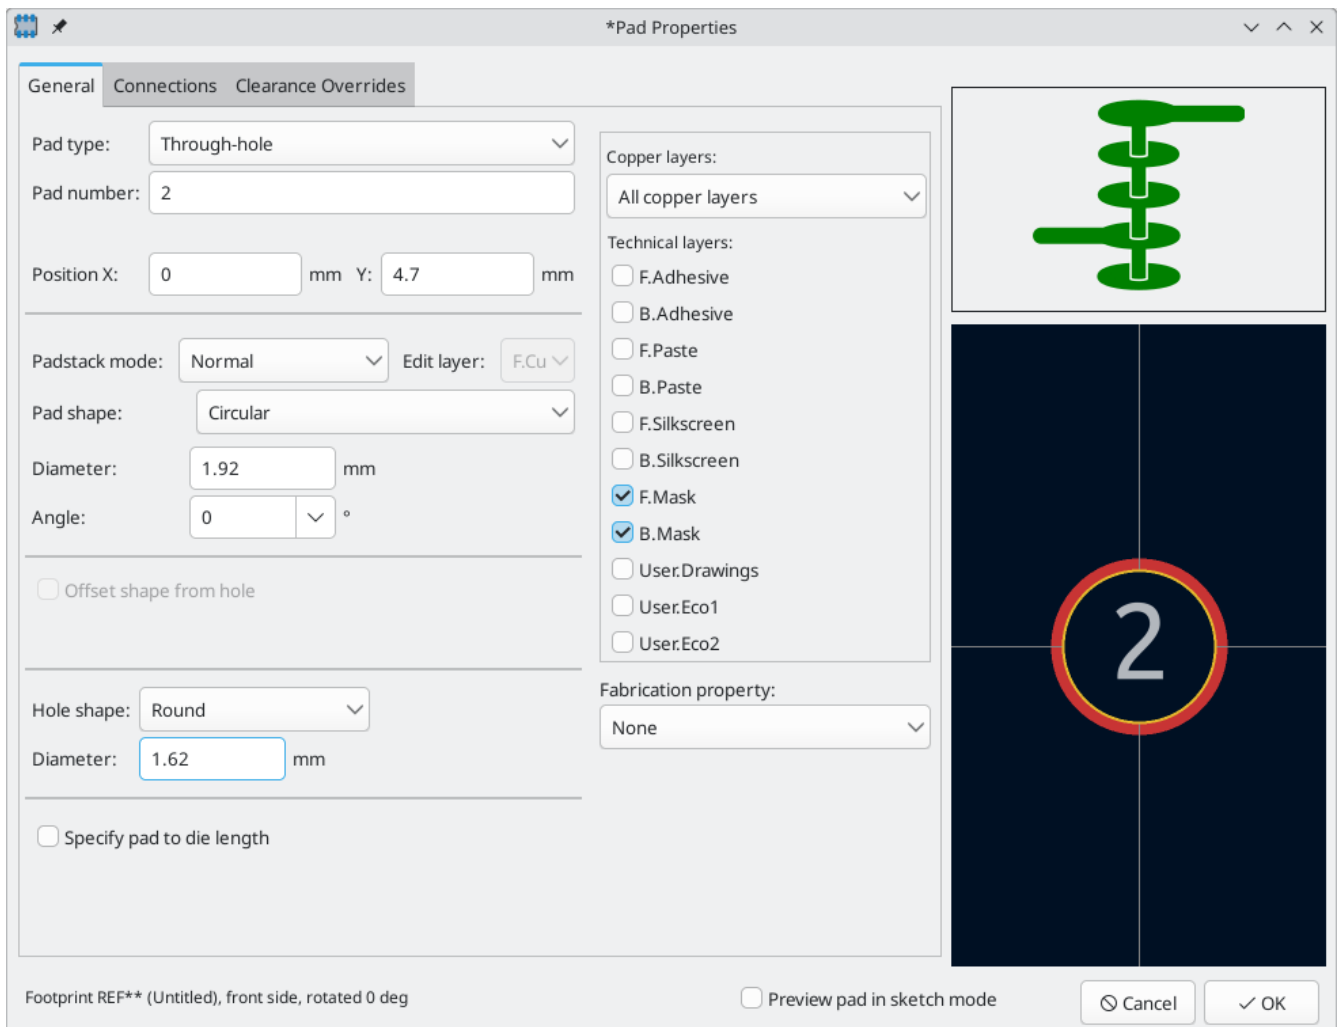 *Pad Properties
General Connections Clearance Overrides
Pad type: Through-hole
Pad number: 2
Position X: 0 mm Y: 4.7 mm
Padstack mode: Normal Edit layer: F.Cu
Pad shape: Circular
Diameter: 1.92 mm
Angle: 0 °
Offset shape from hole
Hole shape: Round
Diameter: 1.62 mm
Specify pad to die length
Copper layers:
All copper layers
Technical layers:
F.Adhesive
B.Adhesive
F.Paste
B.Paste
F.Silkscreen
B.Silkscreen
F.Mask
B.Mask
User.Drawings
User.Eco1
User.Eco2
Fabrication property:
None
2
Footprint REF** (Untitled), front side, rotated 0 deg
Preview pad in sketch mode
Cancel
OK